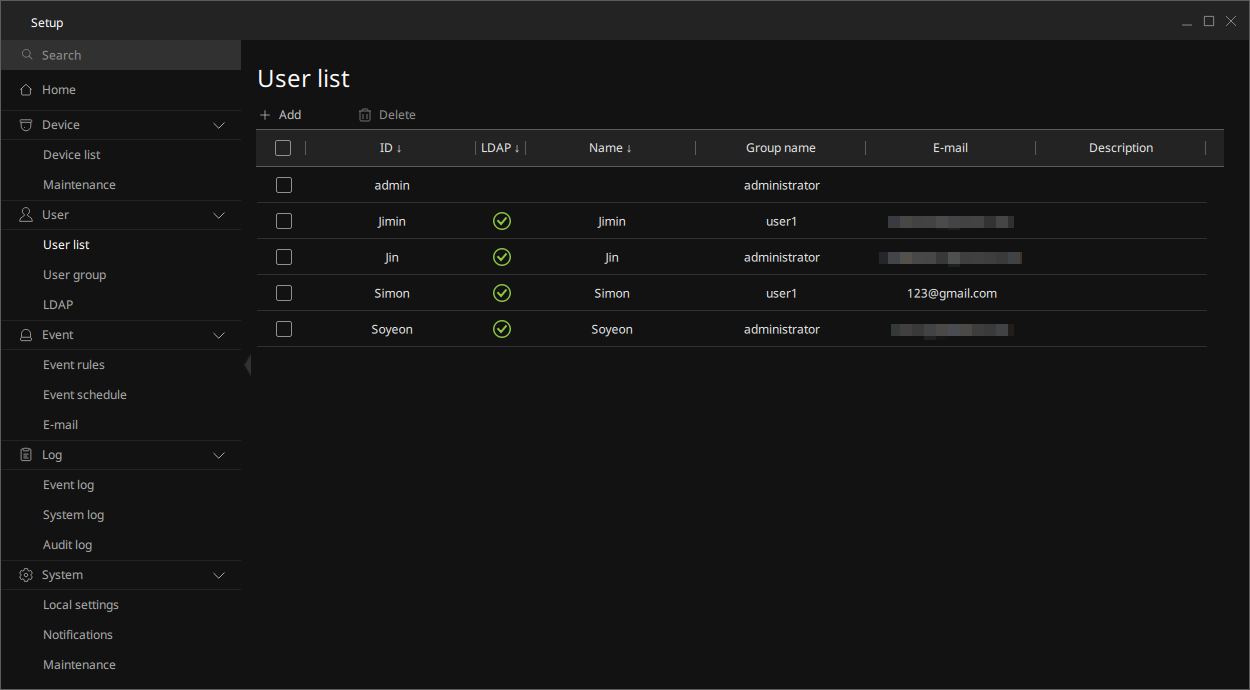 Setup
Search
Home
Device
Device list
Maintenance
User
User list
User group
LDAP
Event
Event rules
Event schedule
E-mail
Log
Event log
System log
Audit log
System
Local settings
Notifications
Maintenance
User list
+ Add Delete
ID ↓ LDAP ↓ Name ↓ Group name E-mail Description
admin administrator
Jimin Jimin user1
Jin Jin administrator
Simon Simon user1 123@gmail.com
Soyeon Soyeon administrator